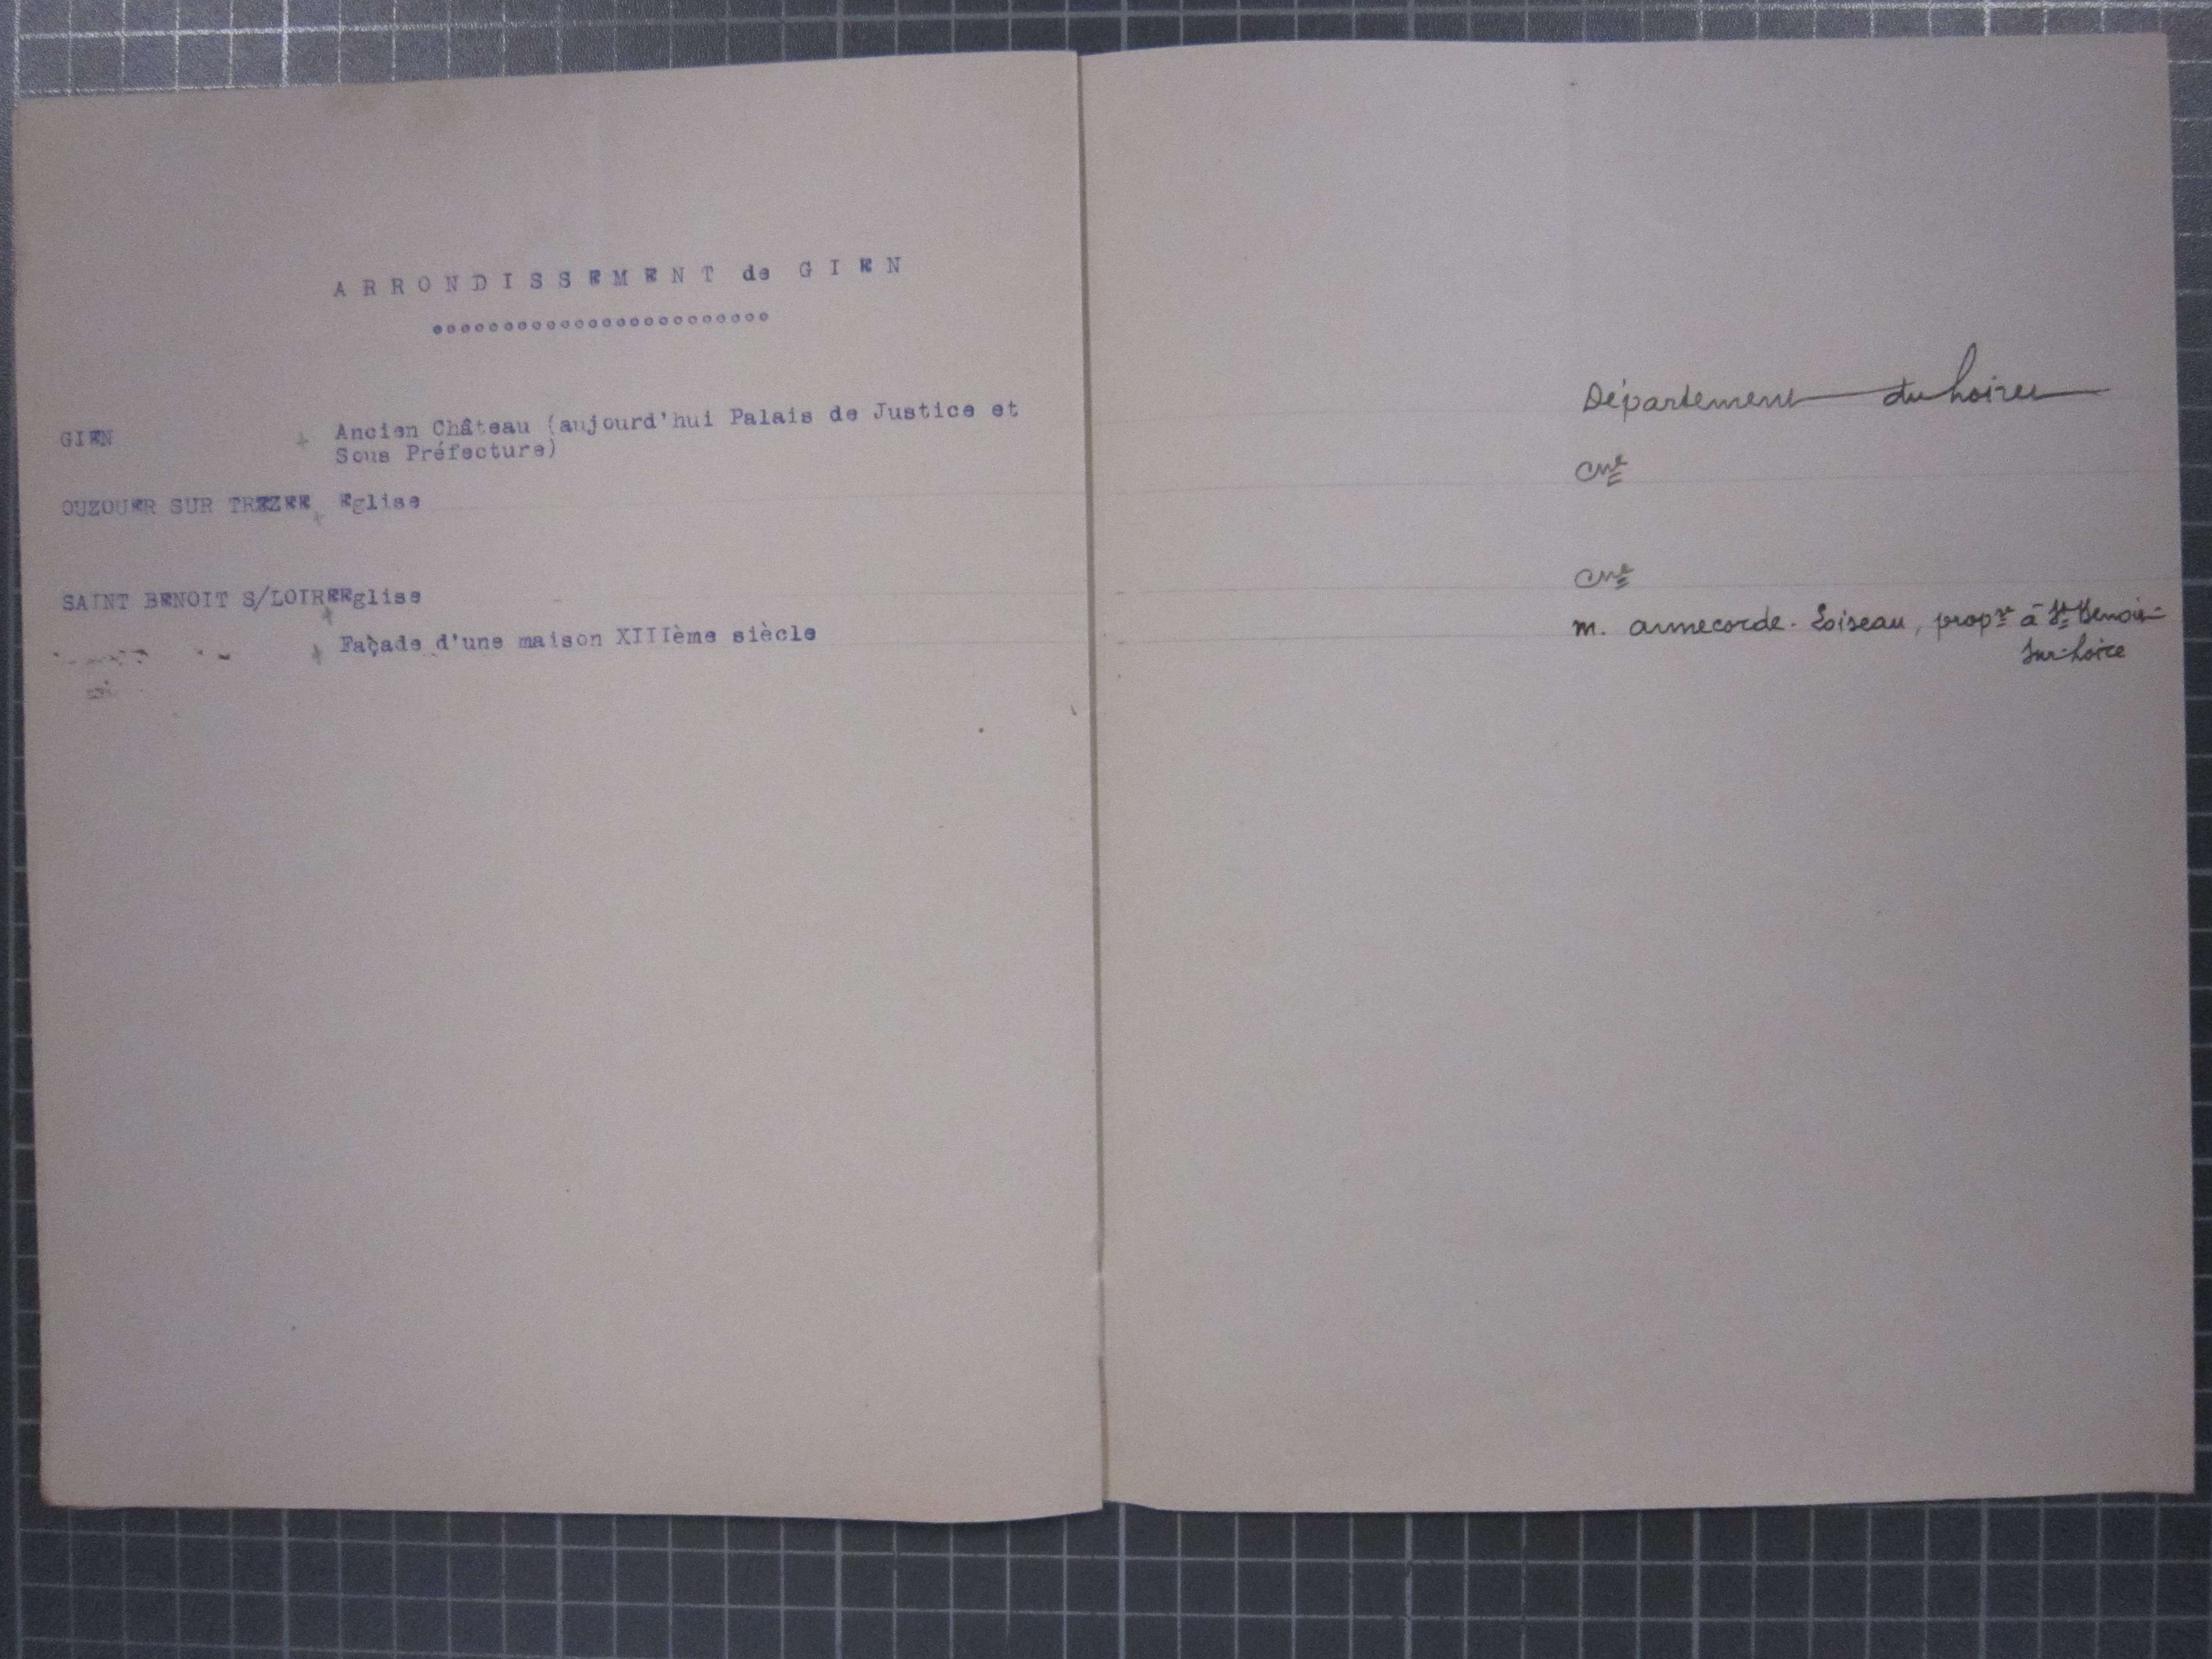 ARRONDISSEMENT de GIEN
°°°°°°°°°°°°°°°°°°°°°°°°
GIEN + Ancien Château (aujourd'hui Palais de Justice et
Sous Préfecture)
OUZOUER SUR TREZEE + Eglise
SAINT BENOIT S/LOIRE + Eglise
+ Façade d'une maison XIIIème siècle
Département du Loiret
Cne
Cne
M. Armecorde-Loiseau, propre à St Benoit-
sur-Loire